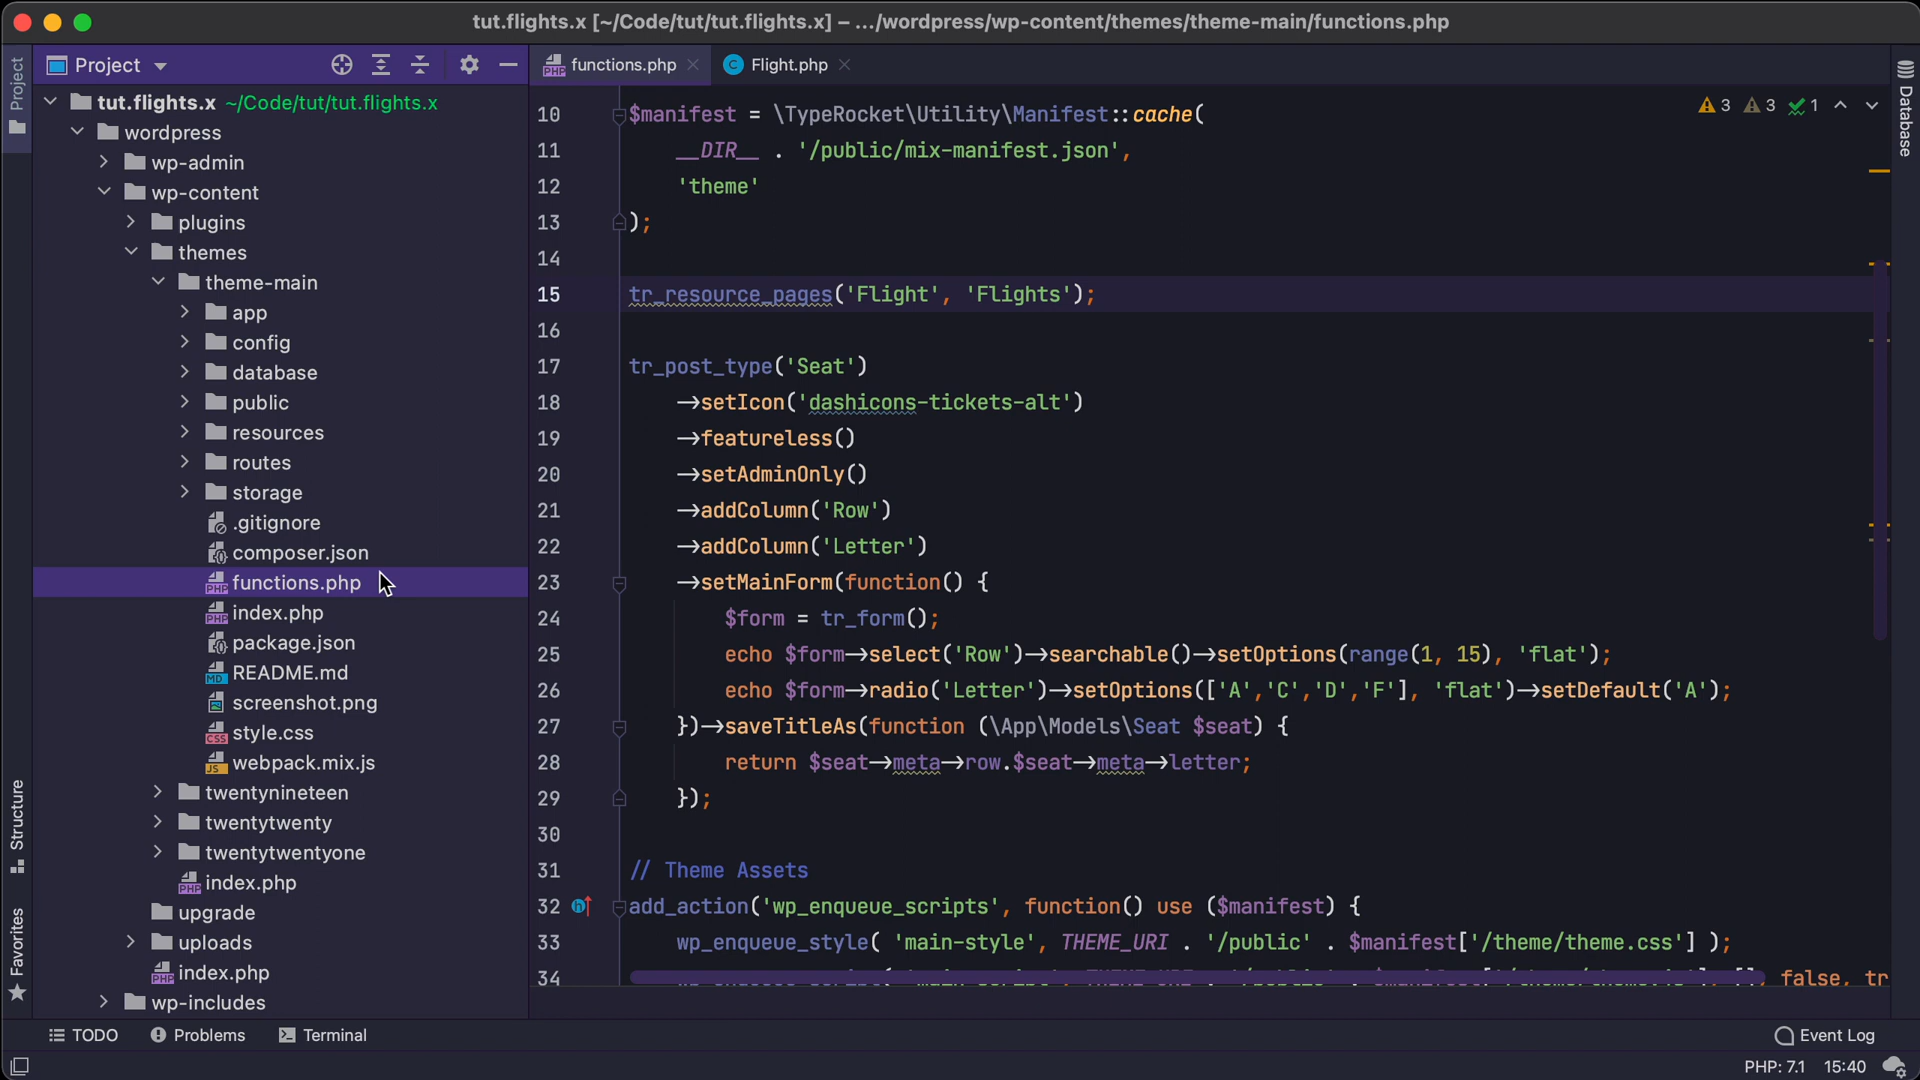 tut.flights.x [~/Code/tut/tut.flights.x] – .../wordpress/wp-content/themes/theme-main/functions.php
Project
Project
functions.php
Flight.php
Database
tut.flights.x ~/Code/tut/tut.flights.x
wordpress
wp-admin
wp-content
plugins
themes
theme-main
app
config
database
public
resources
routes
storage
.gitignore
composer.json
functions.php
index.php
package.json
README.md
screenshot.png
style.css
webpack.mix.js
twentynineteen
twentytwenty
twentytwentyone
index.php
upgrade
uploads
index.php
wp-includes
Structure
Favorites
3 3 1
10 $manifest = \TypeRocket\Utility\Manifest::cache(
11 __DIR__ . '/public/mix-manifest.json',
12 'theme'
13 );
14
15 tr_resource_pages('Flight', 'Flights');
16
17 tr_post_type('Seat')
18 ->setIcon('dashicons-tickets-alt')
19 ->featureless()
20 ->setAdminOnly()
21 ->addColumn('Row')
22 ->addColumn('Letter')
23 ->setMainForm(function() {
24 $form = tr_form();
25 echo $form->select('Row')->searchable()->setOptions(range(1, 15), 'flat');
26 echo $form->radio('Letter')->setOptions(['A','C','D','F'], 'flat')->setDefault('A');
27 })->saveTitleAs(function (\App\Models\Seat $seat) {
28 return $seat->meta->row.$seat->meta->letter;
29 });
30
31 // Theme Assets
32 add_action('wp_enqueue_scripts', function() use ($manifest) {
33 wp_enqueue_style( 'main-style', THEME_URI . '/public' . $manifest['/theme/theme.css'] );
34 false, tr
TODO
Problems
Terminal
Event Log
PHP: 7.1 15:40